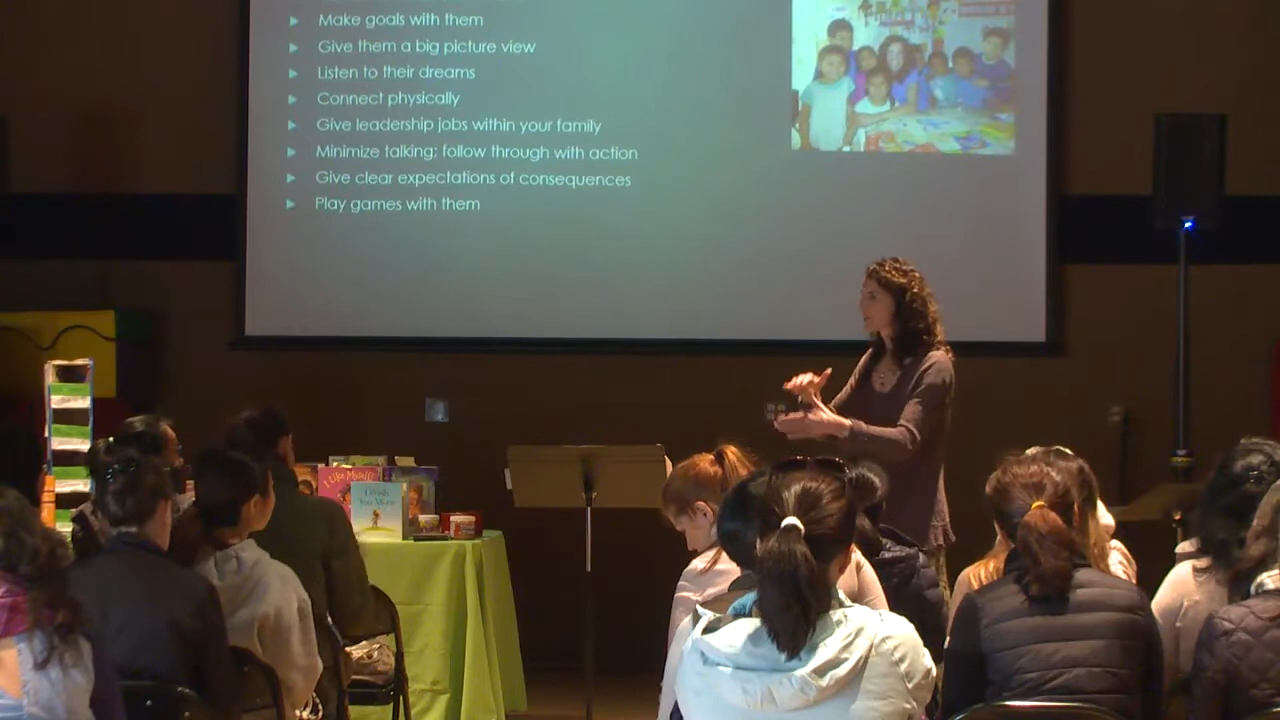 Make goals with them
Give them a big picture view
Listen to their dreams
Connect physically
Give leadership jobs within your family
Minimize talking; follow through with action
Give clear expectations of consequences
Play games with them
I Like Myself!
I Wish
You More